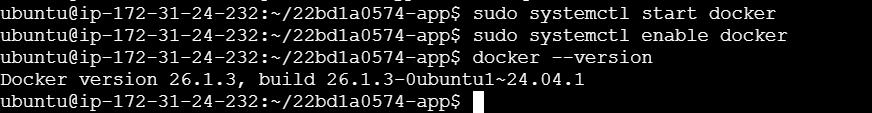 ubuntu@ip-172-31-24-232:~/22bd1a0574-app$ sudo systemctl start docker
ubuntu@ip-172-31-24-232:~/22bd1a0574-app$ sudo systemctl enable docker
ubuntu@ip-172-31-24-232:~/22bd1a0574-app$ docker --version
Docker version 26.1.3, build 26.1.3-0ubuntu1~24.04.1
ubuntu@ip-172-31-24-232:~/22bd1a0574-app$